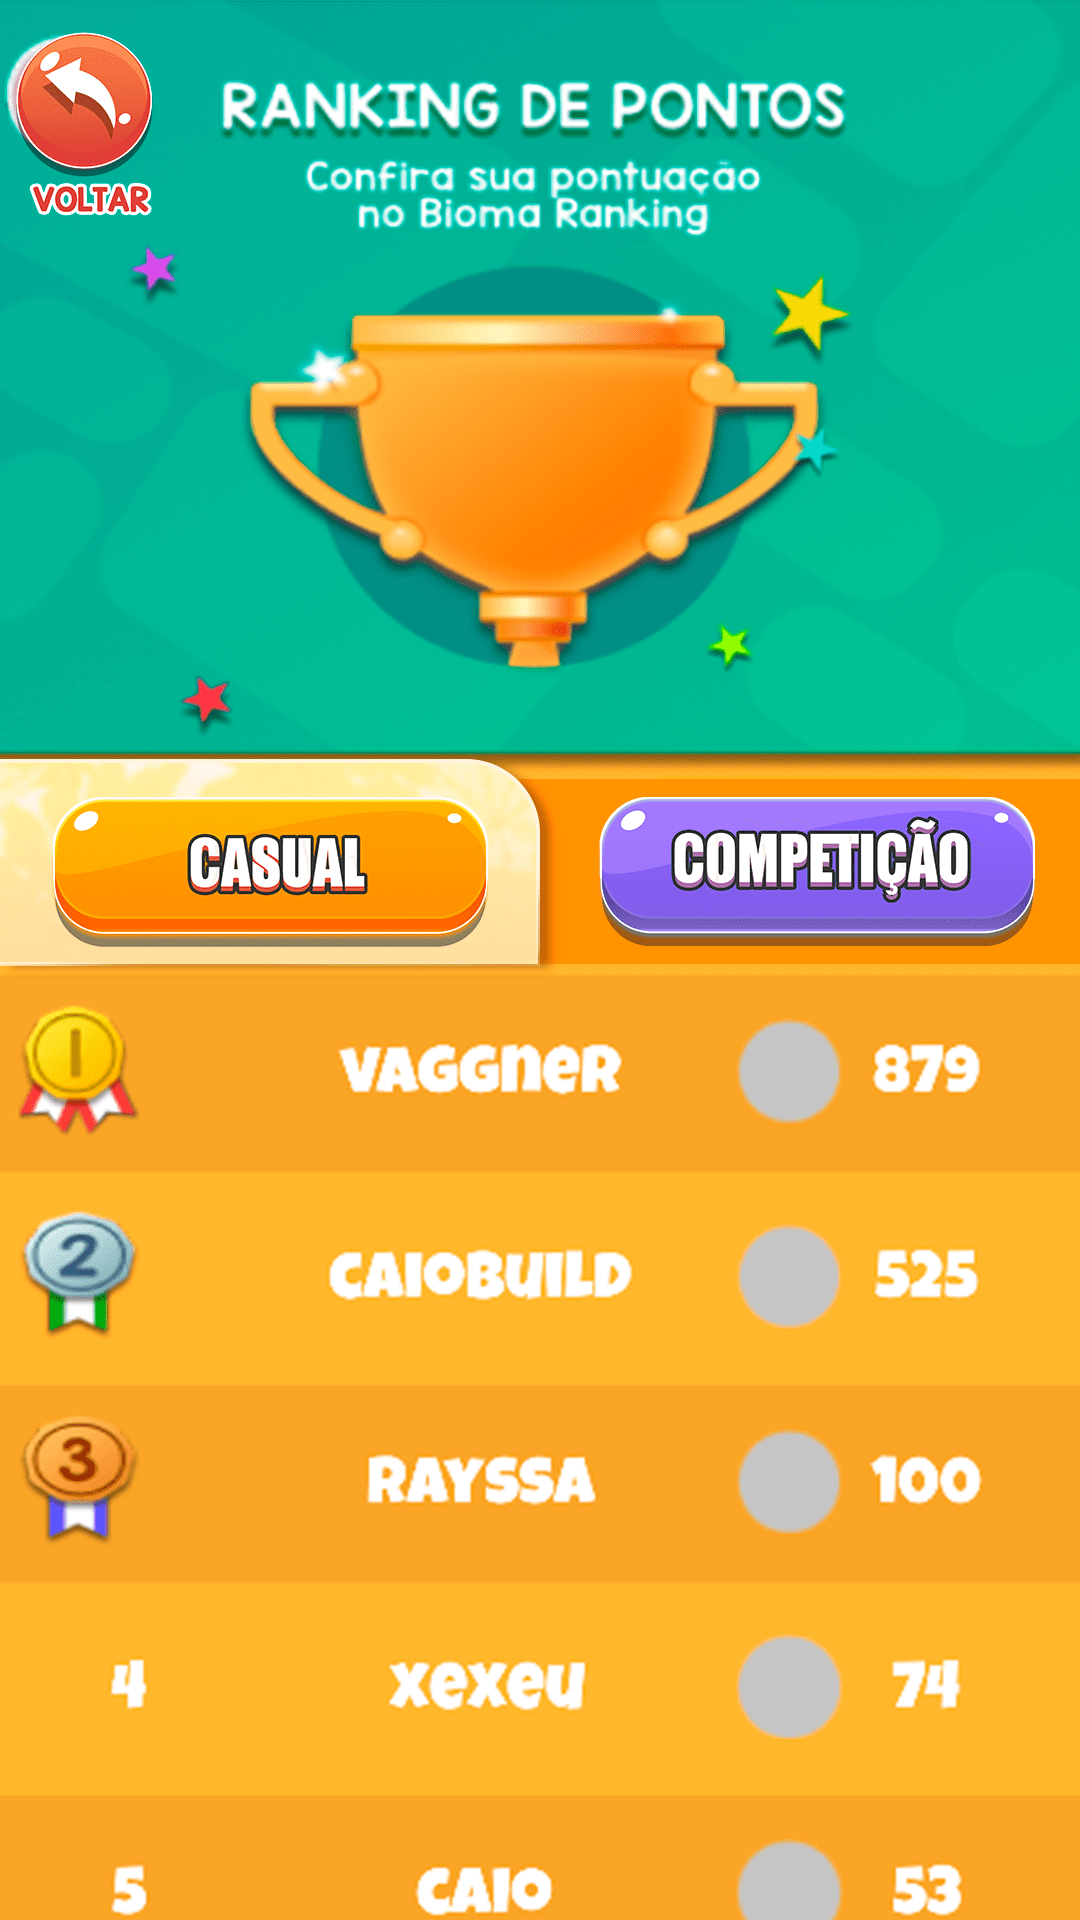 VOLTAR
RANKING DE PONTOS
Confira sua pontuação
no Bioma Ranking
CASUAL
COMPETIÇÃO
1 VAGGNER 879
2 CAIOBUILD 525
3 RAYSSA 100
4 XEXEU 74
5 CAIO 53